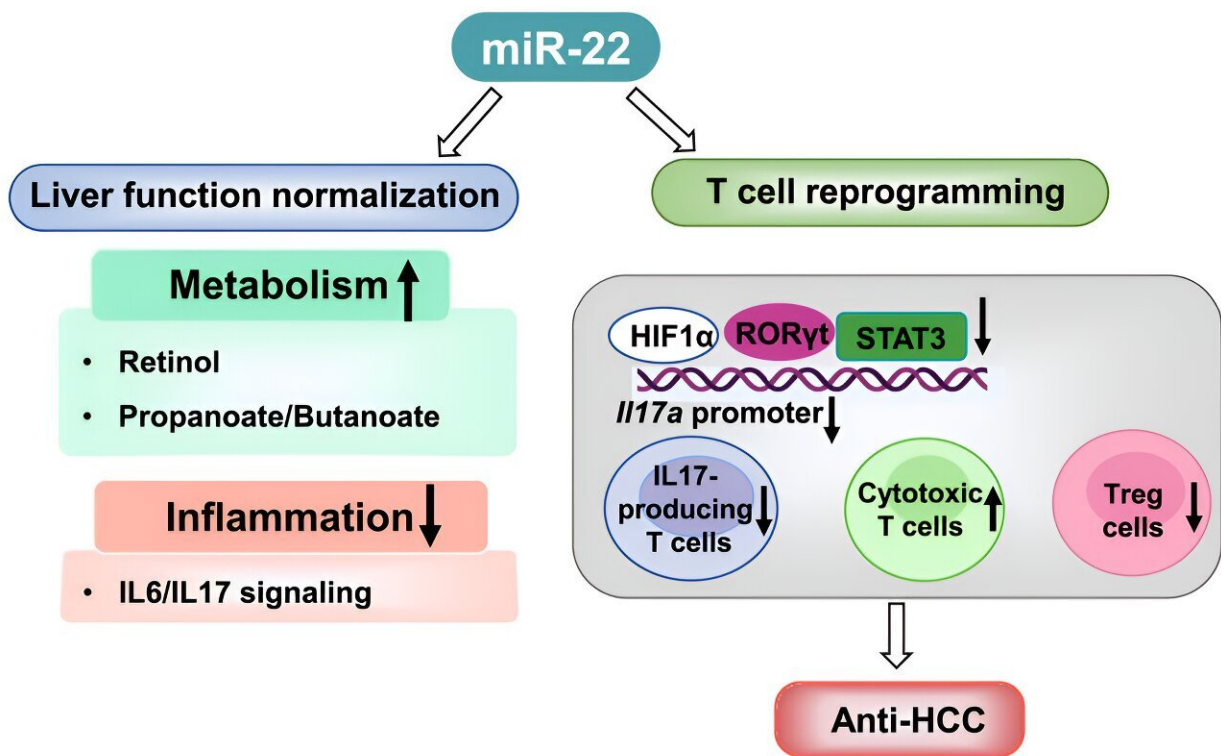 miR-22
Liver function normalization
Metabolism
• Retinol
• Propanoate/Butanoate
Inflammation
• IL6/IL17 signaling
T cell reprogramming
HIF1α
RORγt
STAT3
Il17a promoter
IL17-
producing
T cells
Cytotoxic
T cells
Treg
cells
Anti-HCC